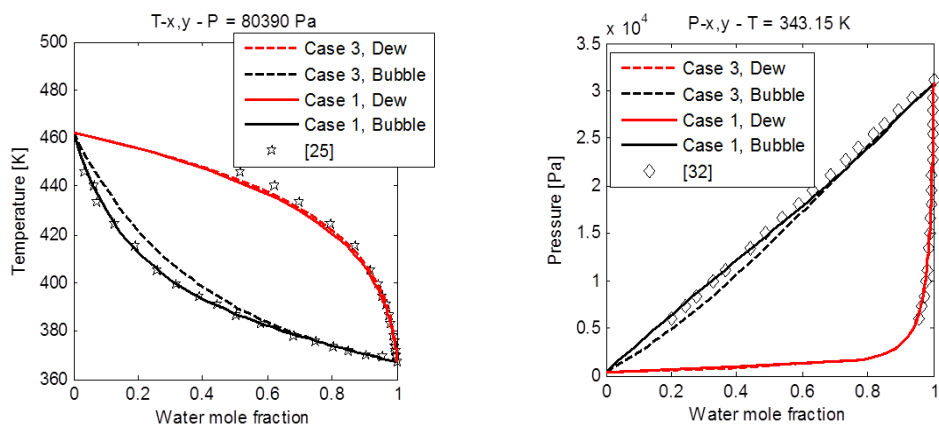 T-x,y - P = 80390 Pa
500
480
460
440
420
400
380
360
Temperature [K]
Case 3, Dew
Case 3, Bubble
Case 1, Dew
Case 1, Bubble
[25]
0
0.2
0.4
0.6
0.8
1
Water mole fraction
P-x,y - T = 343.15 K
x 10⁴
3.5
3
2.5
2
1.5
1
0.5
0
Pressure [Pa]
Case 3, Dew
Case 3, Bubble
Case 1, Dew
Case 1, Bubble
[32]
0
0.2
0.4
0.6
0.8
1
Water mole fraction